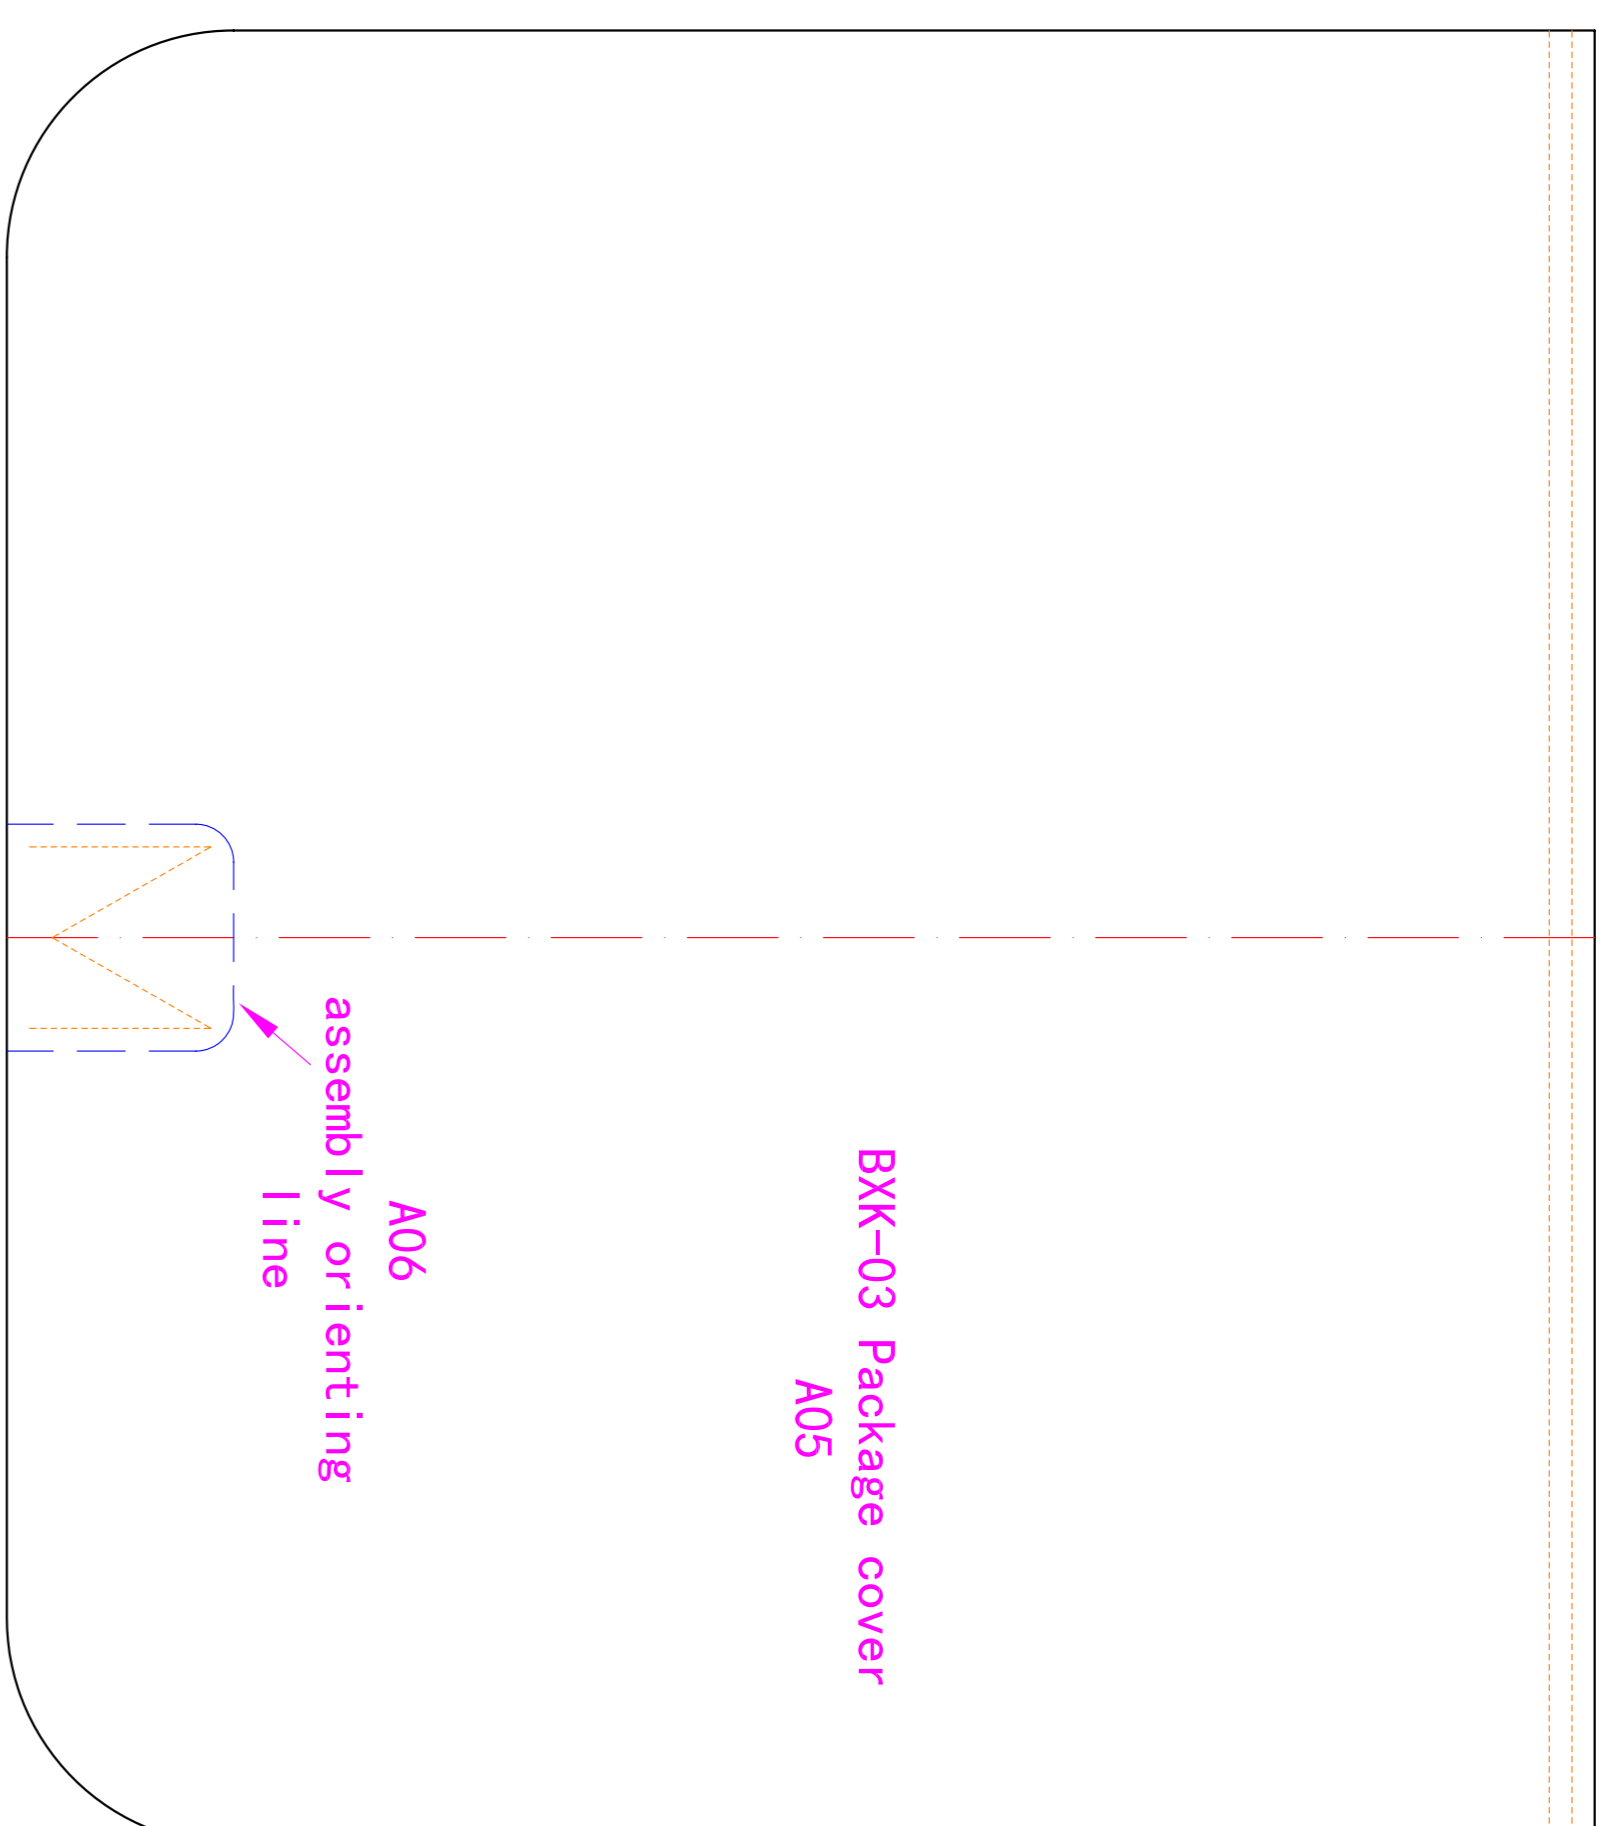 BXK-03 Package cover
A05
A06
assembly orienting
line